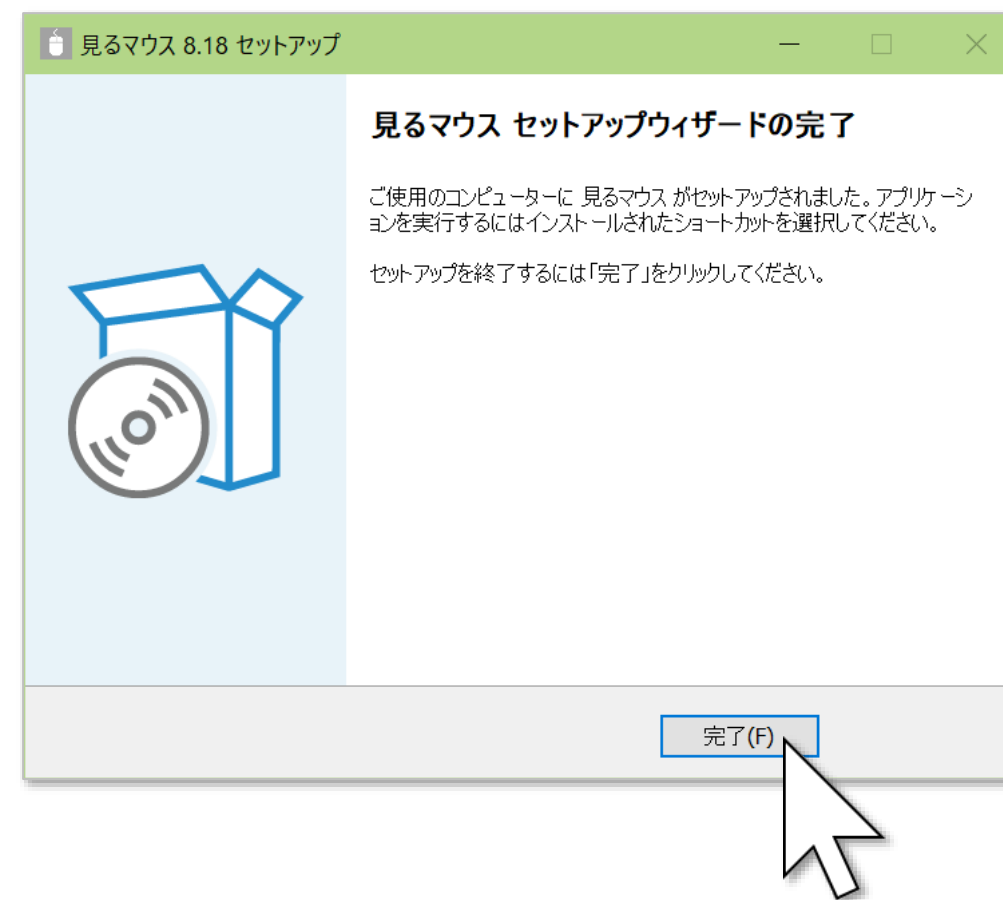 見るマウス 8.18 セットアップ
見るマウス セットアップウィザードの完了
ご使用のコンピューターに 見るマウス がセットアップされました。アプリケーシ
ョンを実行するにはインストールされたショートカットを選択してください。
セットアップを終了するには「完了」をクリックしてください。
完了(F)